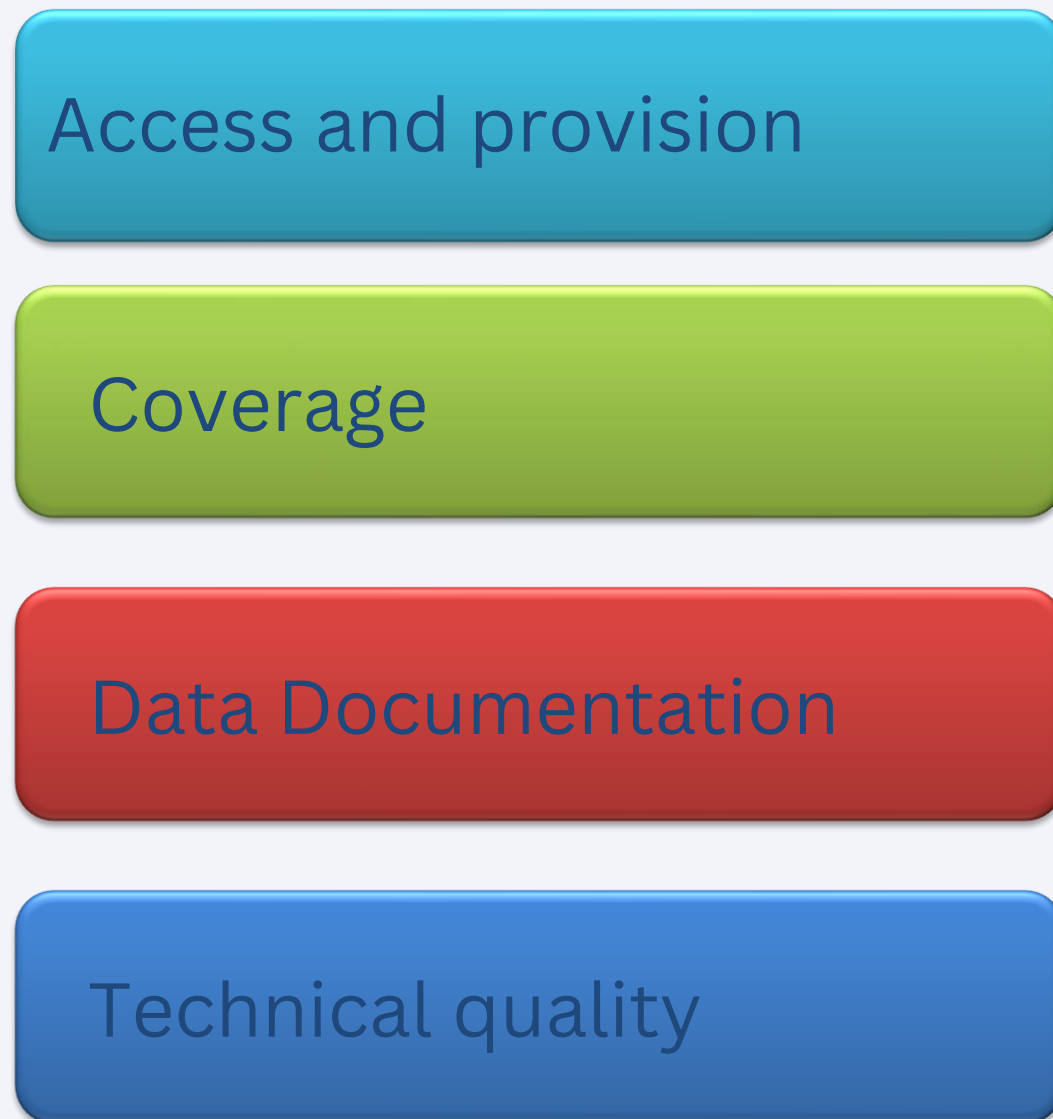 Access and provision
Coverage
Data Documentation
Technical quality